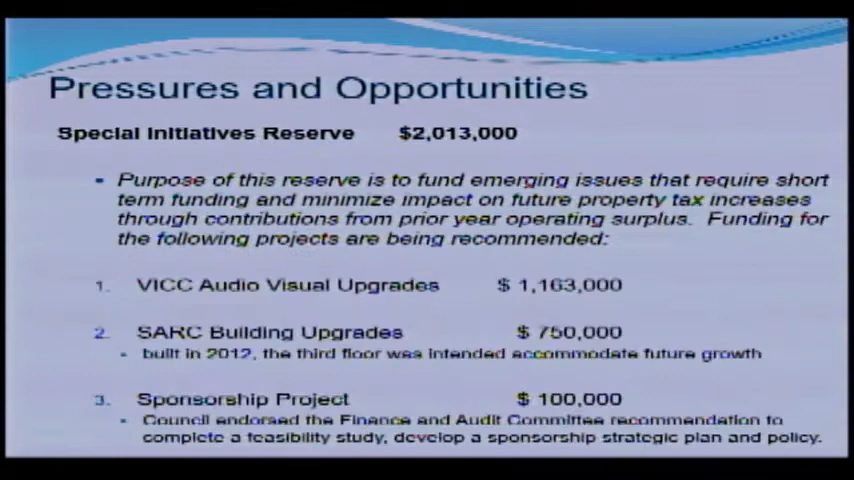 Pressures and Opportunities
Special Initiatives Reserve $2,013,000
Purpose of this reserve is to fund emerging issues that require short
term funding and minimize impact on future property tax increases
through contributions from prior year operating surplus. Funding for
the following projects are being recommended:
1. VICC Audio Visual Upgrades $ 1,163,000
2. SARC Building Upgrades $ 750,000
built in 2012, the third floor was intended accommodate future growth
3. Sponsorship Project $ 100,000
Council endorsed the Finance and Audit Committee recommendation to
complete a feasibility study, develop a sponsorship strategic plan and policy.